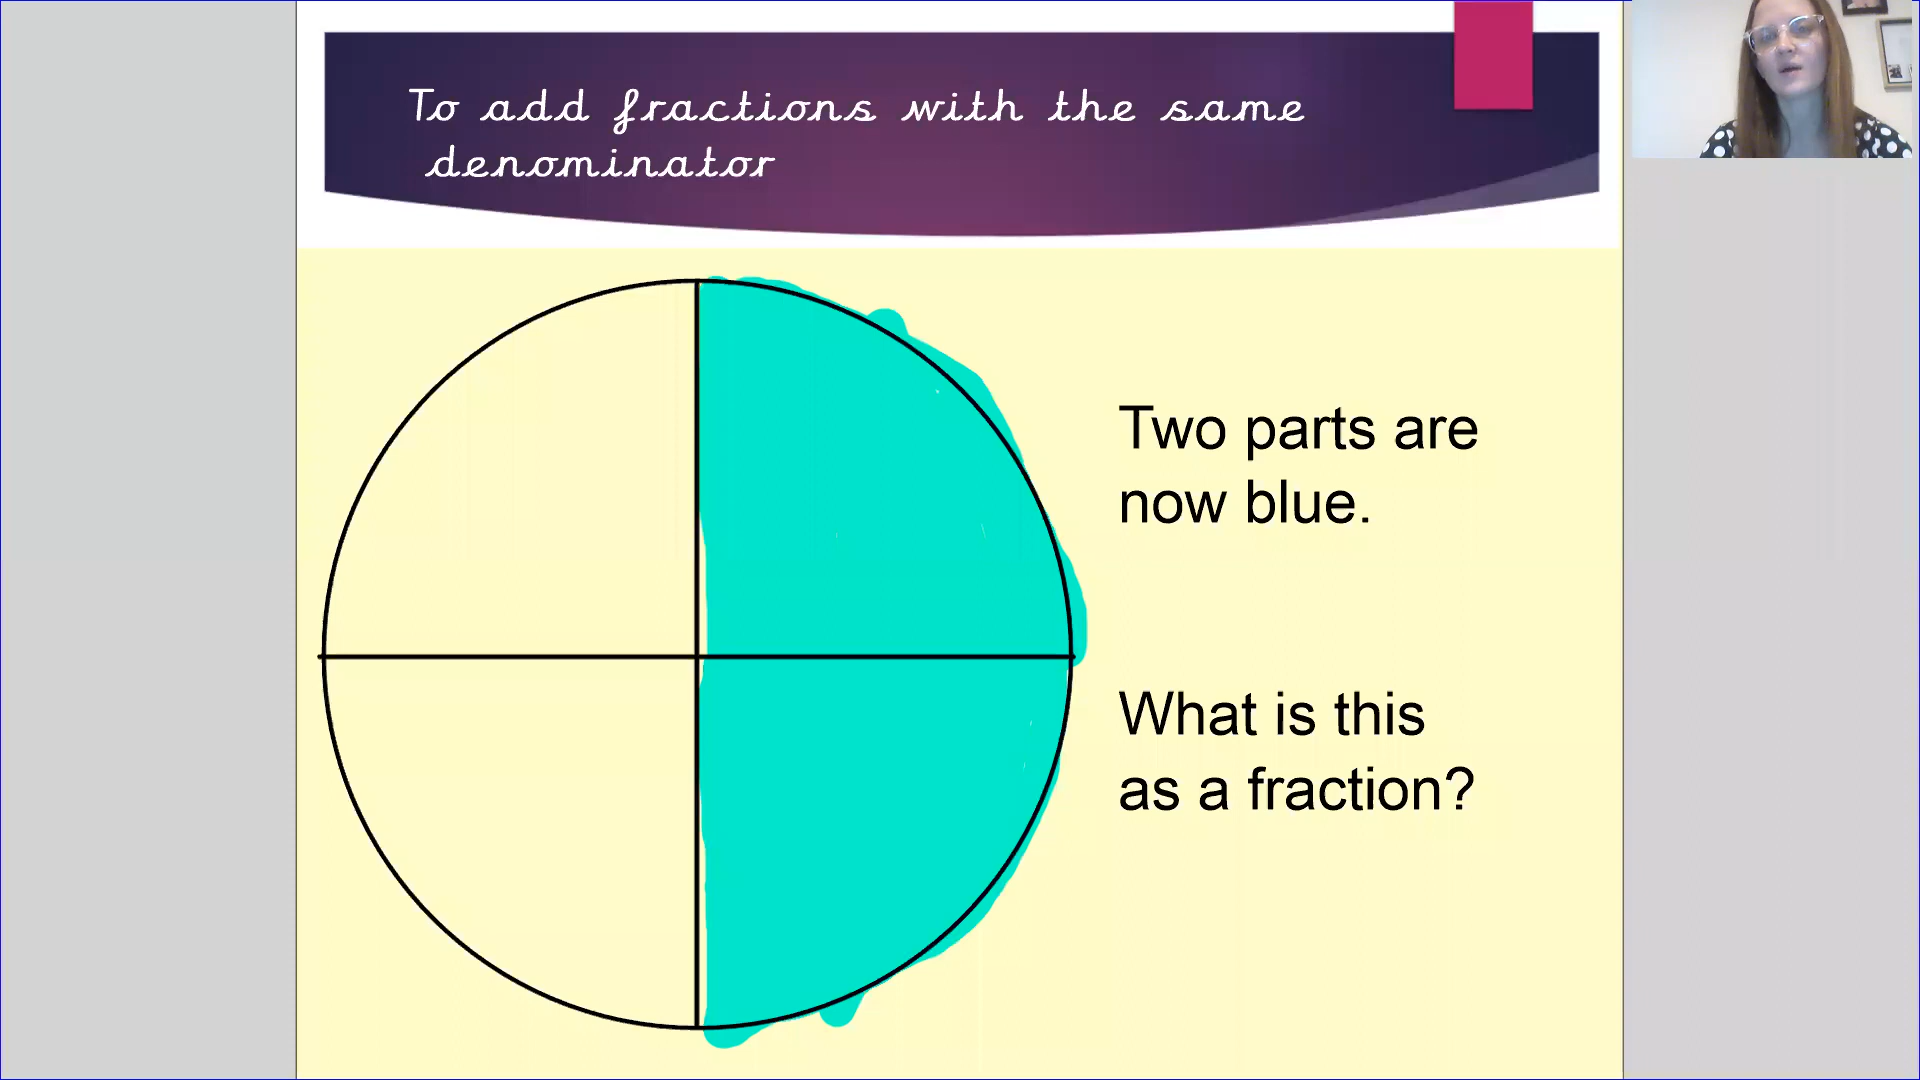 To add fractions with the same
denominator
Two parts are
now blue.
What is this
as a fraction?